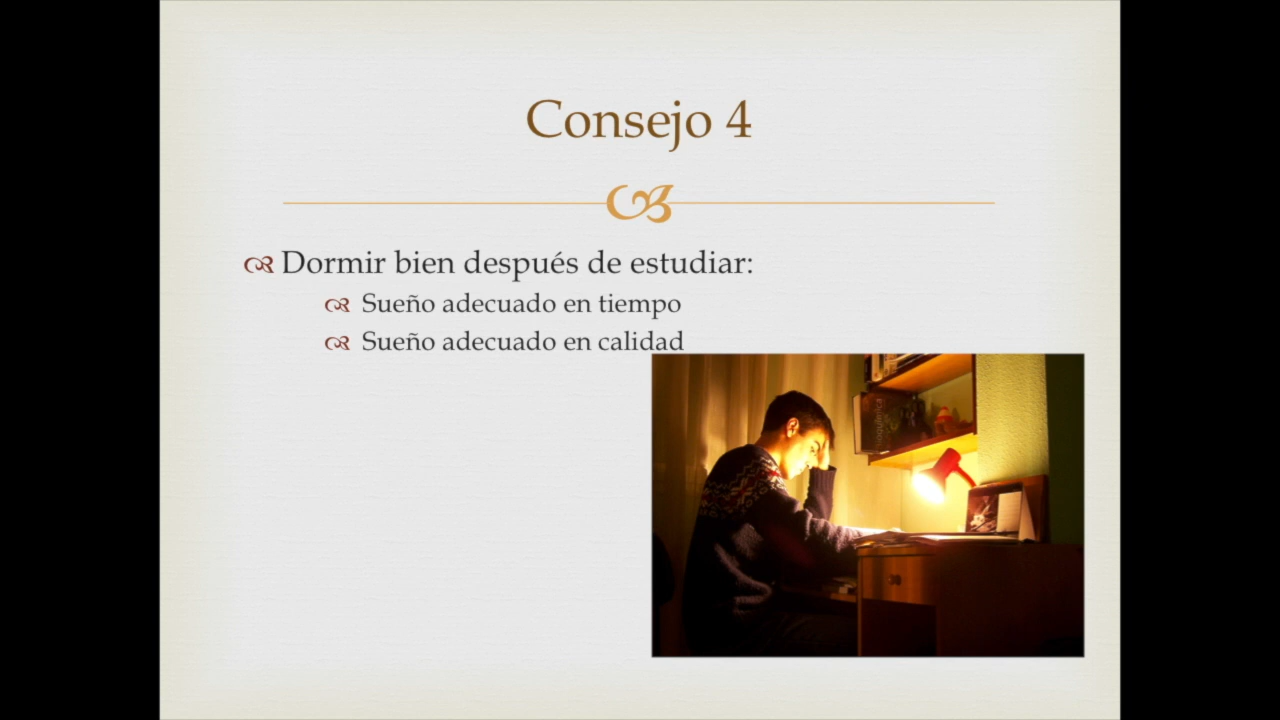 Consejo 4
Dormir bien después de estudiar:
Sueño adecuado en tiempo
Sueño adecuado en calidad